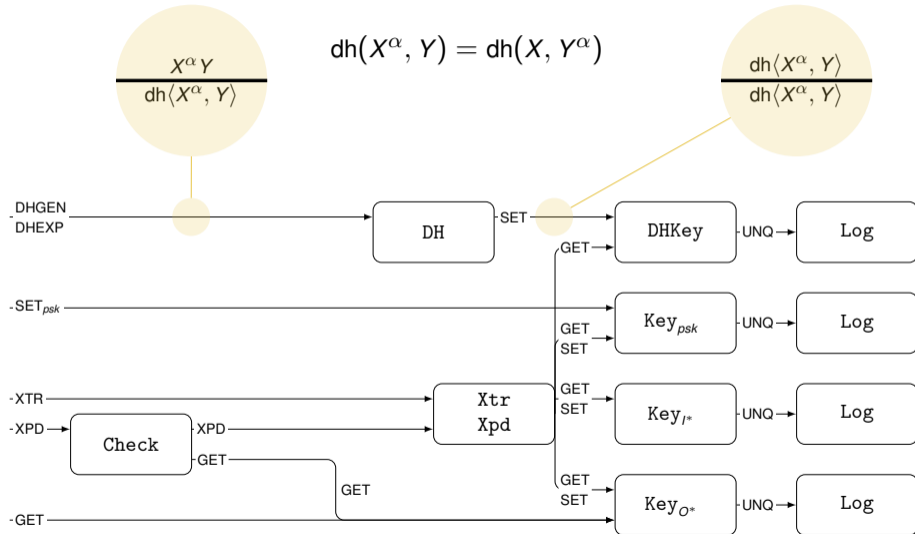 dh(X^α, Y) = dh(X, Y^α)
X^α Y
dh⟨X^α, Y⟩
dh⟨X^α, Y⟩
dh⟨X^α, Y⟩
DHGEN
DHEXP
DH
SET
GET
DHKey
UNQ
Log
SET_psk
GET
SET
Key_psk
UNQ
Log
XTR
XPD
Check
XPD
GET
GET
Xtr
Xpd
GET
SET
Key_I*
UNQ
Log
GET
SET
GET
Key_O*
UNQ
Log